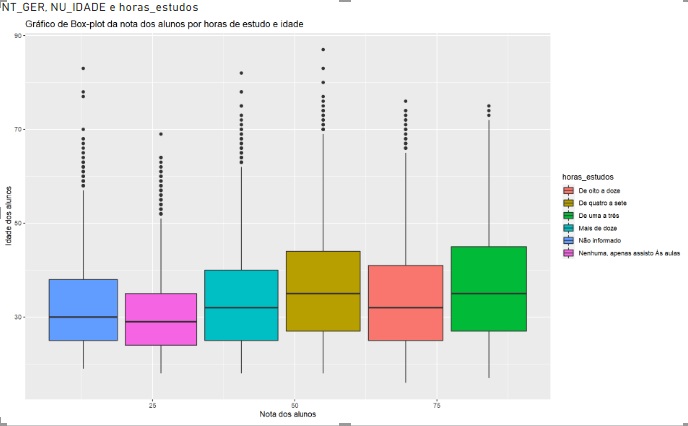 NT_GER, NU_IDADE e horas_estudos
Gráfico de Box-plot da nota dos alunos por horas de estudo e idade
90
70
50
30
Idade dos alunos
25
50
75
Nota dos alunos
horas_estudos
De oito a doze
De quatro a sete
De uma a três
Mais de doze
Não informado
Nenhuma, apenas assisto Às aulas